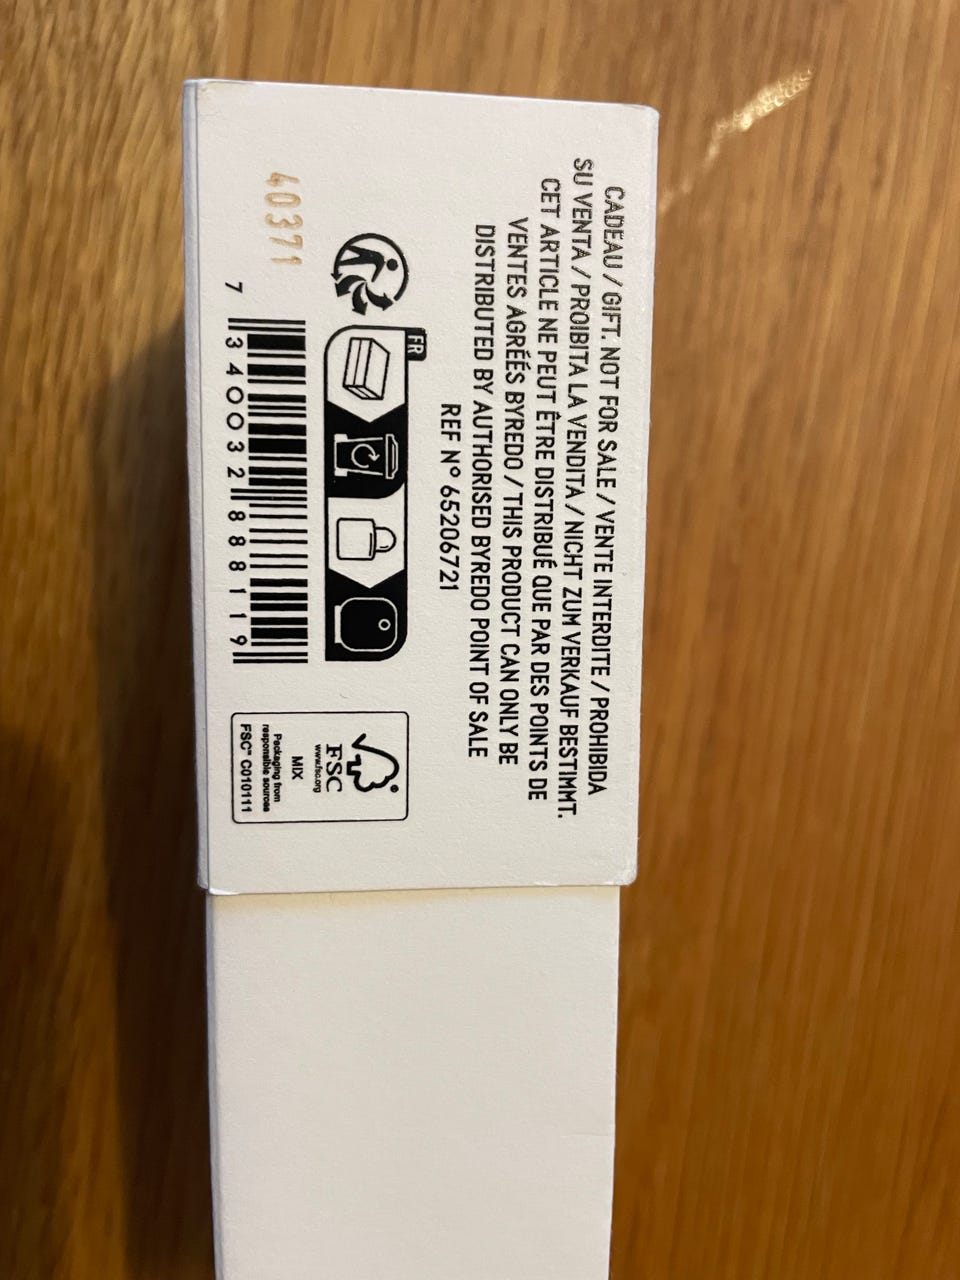 CADEAU / GIFT. NOT FOR SALE / VENTE INTERDITE / PROHIBIDA
SU VENTA / PROIBITA LA VENDITA / NICHT ZUM VERKAUF BESTIMMT.
CET ARTICLE NE PEUT ÊTRE DISTRIBUÉ QUE PAR DES POINTS DE
VENTES AGRÉÉS BYREDO / THIS PRODUCT CAN ONLY BE
DISTRIBUTED BY AUTHORISED BYREDO POINT OF SALE
REF N° 65206721
FR
40371
7 340032 888119
FSC
www.fsc.org
MIX
Packaging from
responsible sources
FSC™ C010111